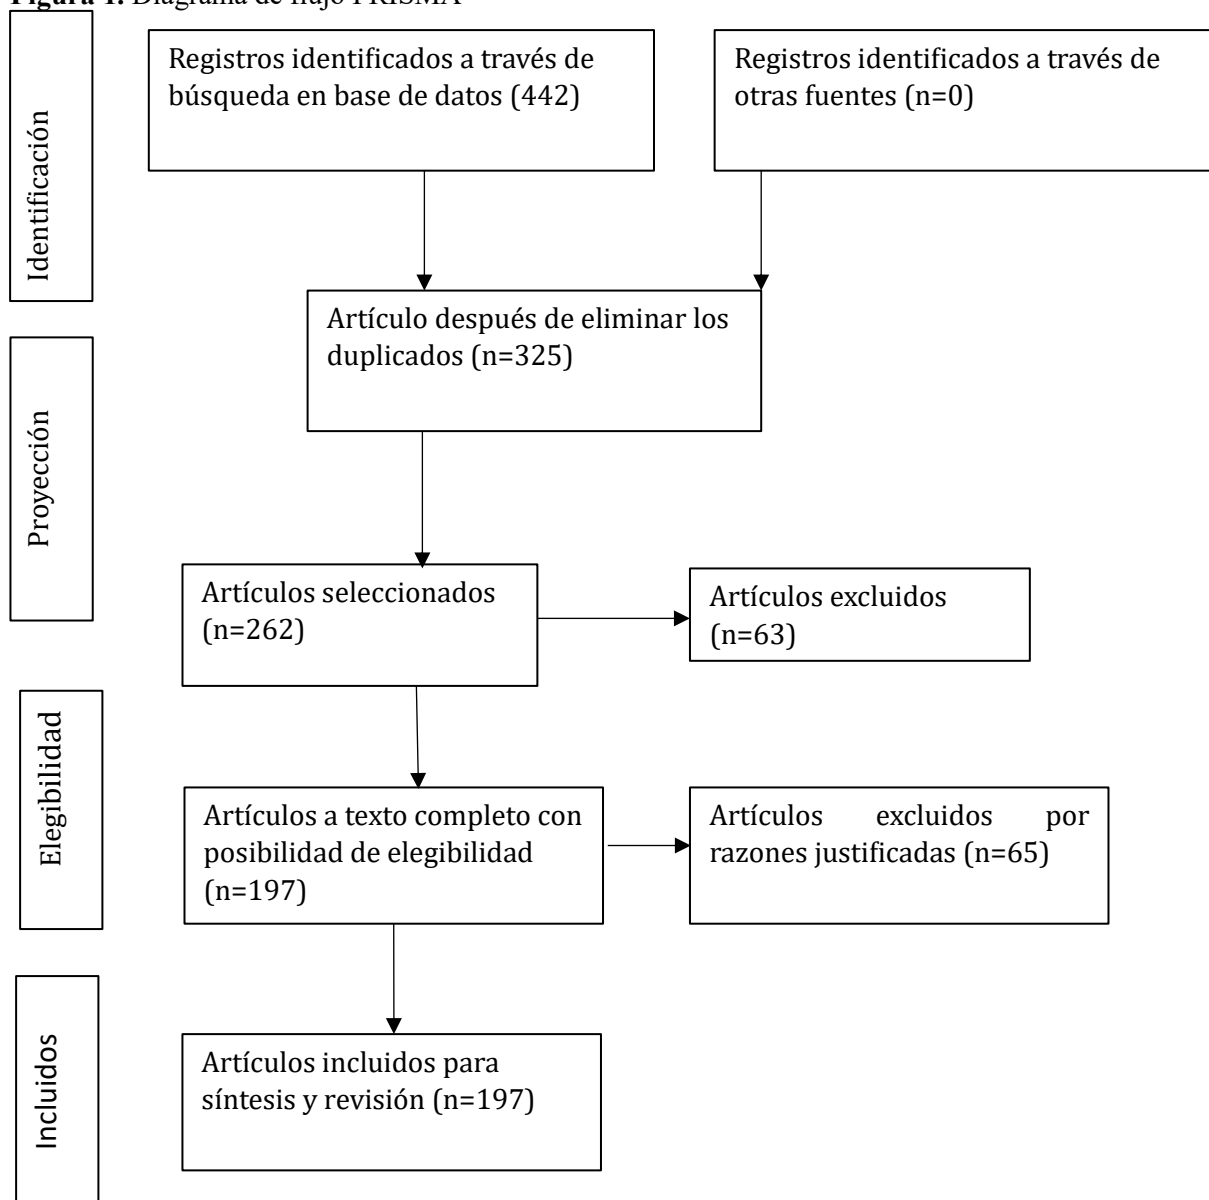 Figura 1. Diagrama de flujo PRISMA
Identificación
Registros identificados a través de
búsqueda en base de datos (442)
Registros identificados a través de
otras fuentes (n=0)
Artículo después de eliminar los
duplicados (n=325)
Proyección
Artículos seleccionados
(n=262)
Artículos excluidos
(n=63)
Elegibilidad
Artículos a texto completo con
posibilidad de elegibilidad
(n=197)
Artículos excluidos por
razones justificadas (n=65)
Incluidos
Artículos incluidos para
síntesis y revisión (n=197)